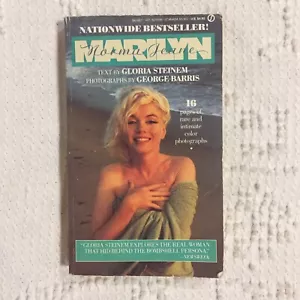 NATIONWIDE BESTSELLER!
MARILYN
Norma Jeane
TEXT BY GLORIA STEINEM
PHOTOGRAPHS BY GEORGE BARRIS
16
pages of
rare and
intimate
color
photographs
"GLORIA STEINEM EXPLORES THE REAL WOMAN
THAT HID BEHIND THE BOMBSHELL PERSONA."
—NEWSWEEK